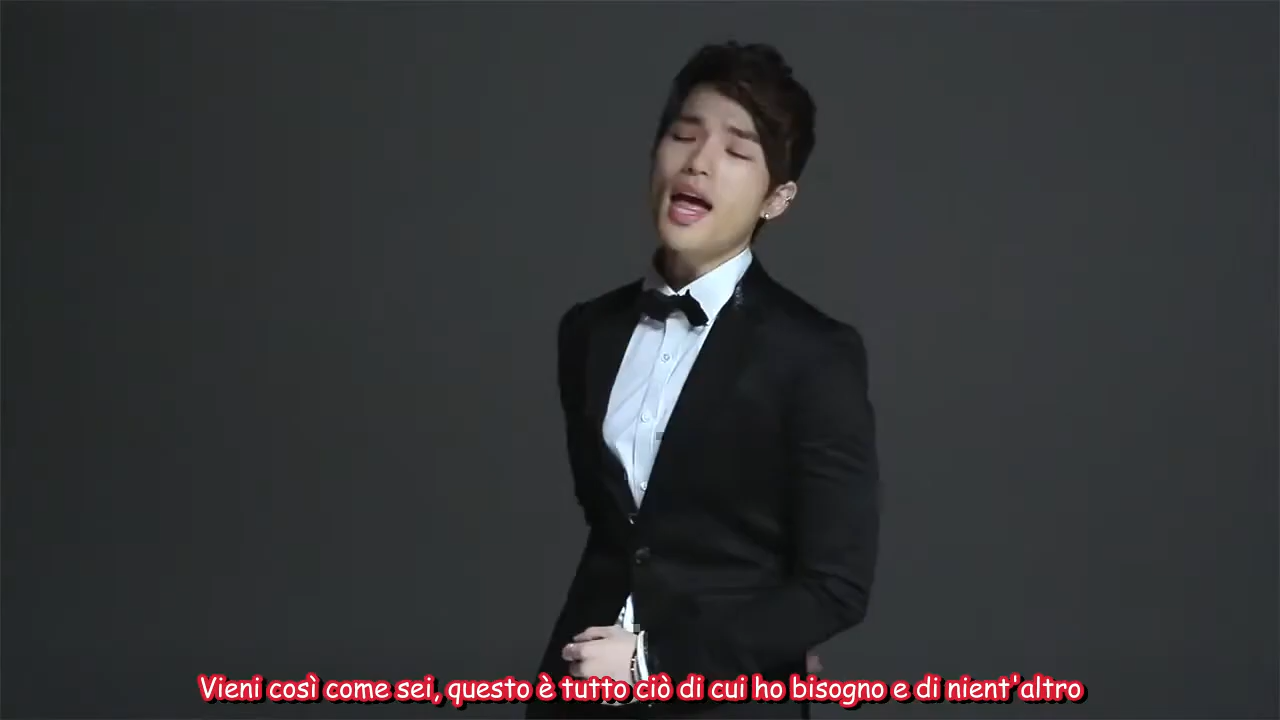 Vieni così come sei, questo è tutto ciò di cui ho bisogno e di nient'altro